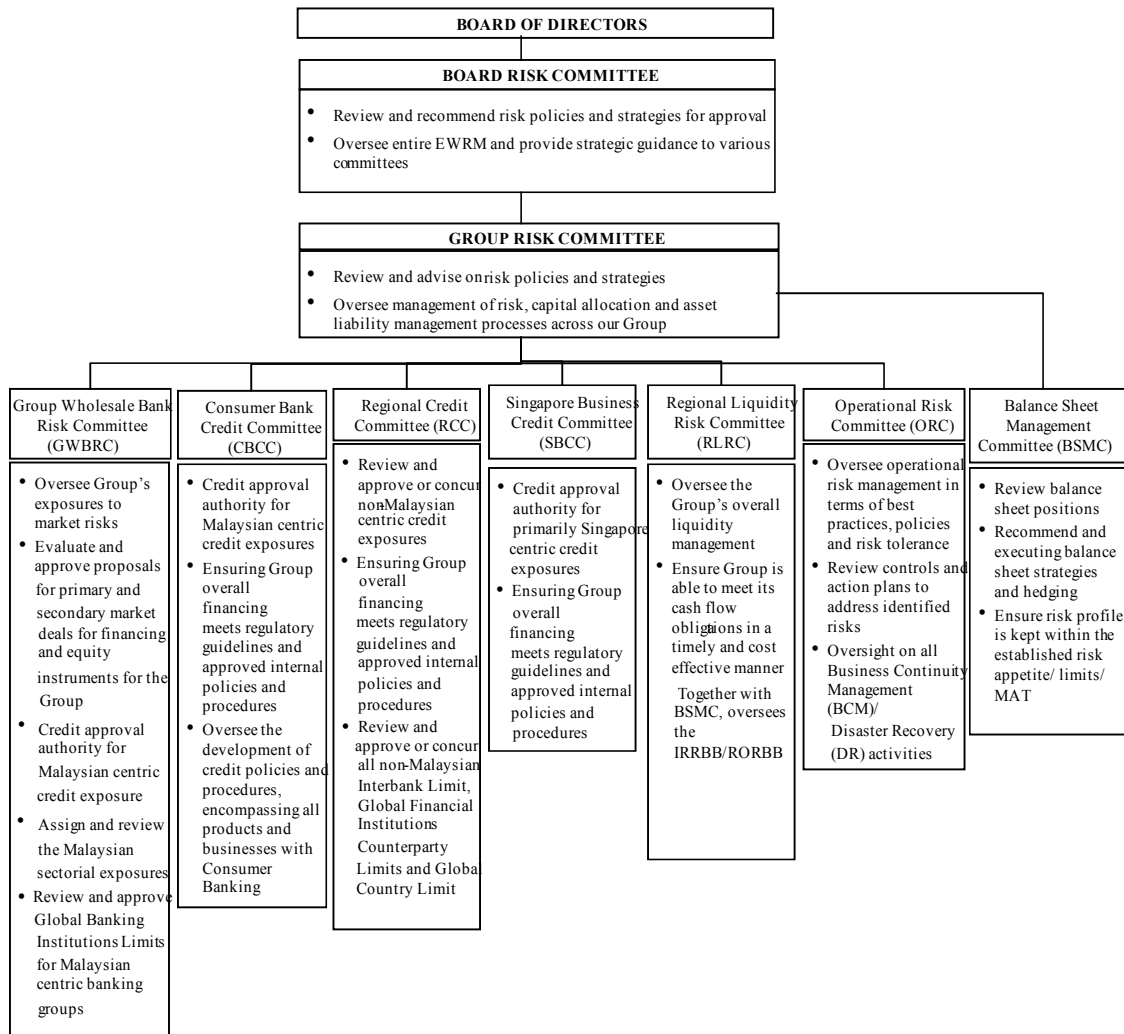 BOARD OF DIRECTORS
BOARD RISK COMMITTEE
• Review and recommend risk policies and strategies for approval
• Oversee entire EWRM and provide strategic guidance to various
committees
GROUP RISK COMMITTEE
• Review and advise on risk policies and strategies
• Oversee management of risk, capital allocation and asset
liability management processes across our Group
Group Wholesale Bank
Risk Committee
(GWBRC)
• Oversee Group's
exposures to
market risks
• Evaluate and
approve proposals
for primary and
secondary market
deals for financing
and equity
instruments for the
Group
• Credit approval
authority for
Malaysian centric
credit exposure
• Assign and review
the Malaysian
sectorial exposures
• Review and approve
Global Banking
Institutions Limits
for Malaysian
centric banking
groups
Consumer Bank
Credit Committee
(CBCC)
• Credit approval
authority for
Malaysian centric
credit exposures
• Ensuring Group
overall
financing
meets regulatory
guidelines and
approved internal
policies and
procedures
• Oversee the
development of
credit policies and
procedures,
encompassing all
products and
businesses with
Consumer
Banking
Regional Credit
Committee (RCC)
• Review and
approve or concur
non-Malaysian
centric credit
exposures
• Ensuring Group
overall
financing
meets regulatory
guidelines and
approved internal
policies and
procedures
• Review and
approve or concur
all non-Malaysian
Interbank Limit,
Global Financial
Institutions
Counterparty
Limits and Global
Country Limit
Singapore Business
Credit Committee
(SBCC)
• Credit approval
authority for
primarily Singapore
centric credit
exposures
• Ensuring Group
overall
financing
meets regulatory
guidelines and
approved internal
policies and
procedures
Regional Liquidity
Risk Committee
(RLRC)
• Oversee the
Group's overall
liquidity
management
• Ensure Group is
able to meet its
cash flow
obligations in a
timely and cost
effective manner
Together with
BSMC, oversees
the
IRRBB/RORBB
Operational Risk
Committee (ORC)
• Oversee operational
risk management in
terms of best
practices, policies
and risk tolerance
• Review controls and
action plans to
address identified
risks
• Oversight on all
Business Continuity
Management
(BCM)/
Disaster Recovery
(DR) activities
Balance Sheet
Management
Committee (BSMC)
• Review balance
sheet positions
• Recommend and
executing balance
sheet strategies
and hedging
• Ensure risk profile
is kept within the
established risk
appetite/ limits/
MAT